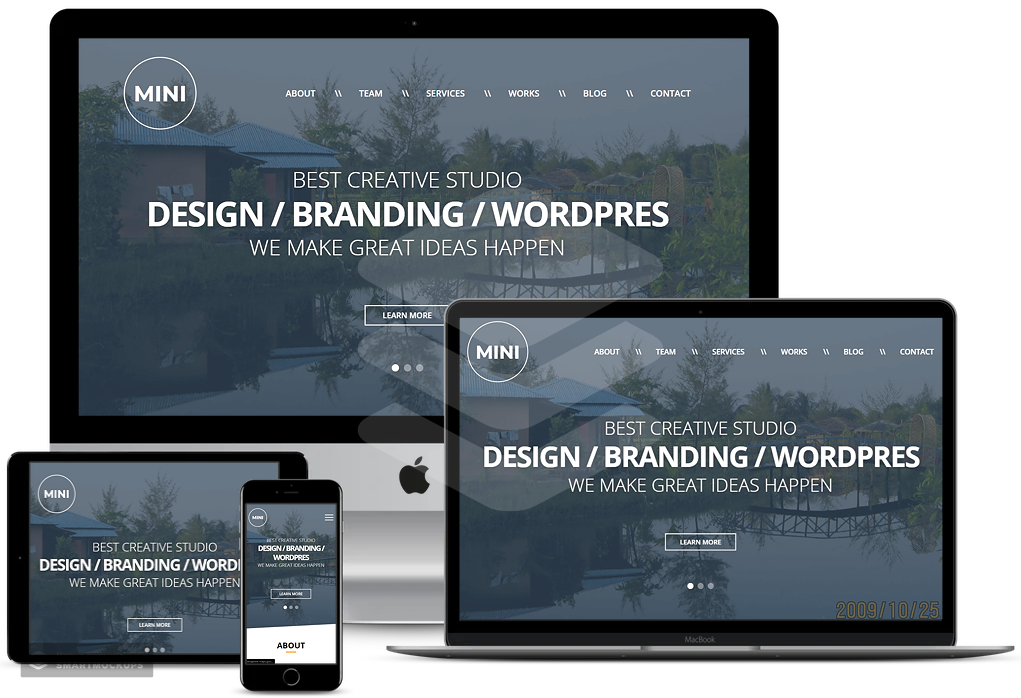 MINI
ABOUT \\ TEAM \\ SERVICES \\ WORKS \\ BLOG \\ CONTACT
BEST CREATIVE STUDIO
DESIGN / BRANDING / WORDPRES
WE MAKE GREAT IDEAS HAPPEN
LEARN MORE
MINI
ABOUT \\ TEAM \\ SERVICES \\ WORKS \\ BLOG \\ CONTACT
BEST CREATIVE STUDIO
DESIGN / BRANDING / WORDPRES
WE MAKE GREAT IDEAS HAPPEN
LEARN MORE
2009/10/25
MacBook
MINI
BEST CREATIVE STUDIO
DESIGN / BRANDING / WORD
WE MAKE GREAT IDEAS HAPPEN
LEARN MORE
MINI
BEST CREATIVE STUDIO
DESIGN / BRANDING /
WORDPRES
WE MAKE GREAT IDEAS HAPPEN
LEARN MORE
ABOUT
SMARTMOCKUPS